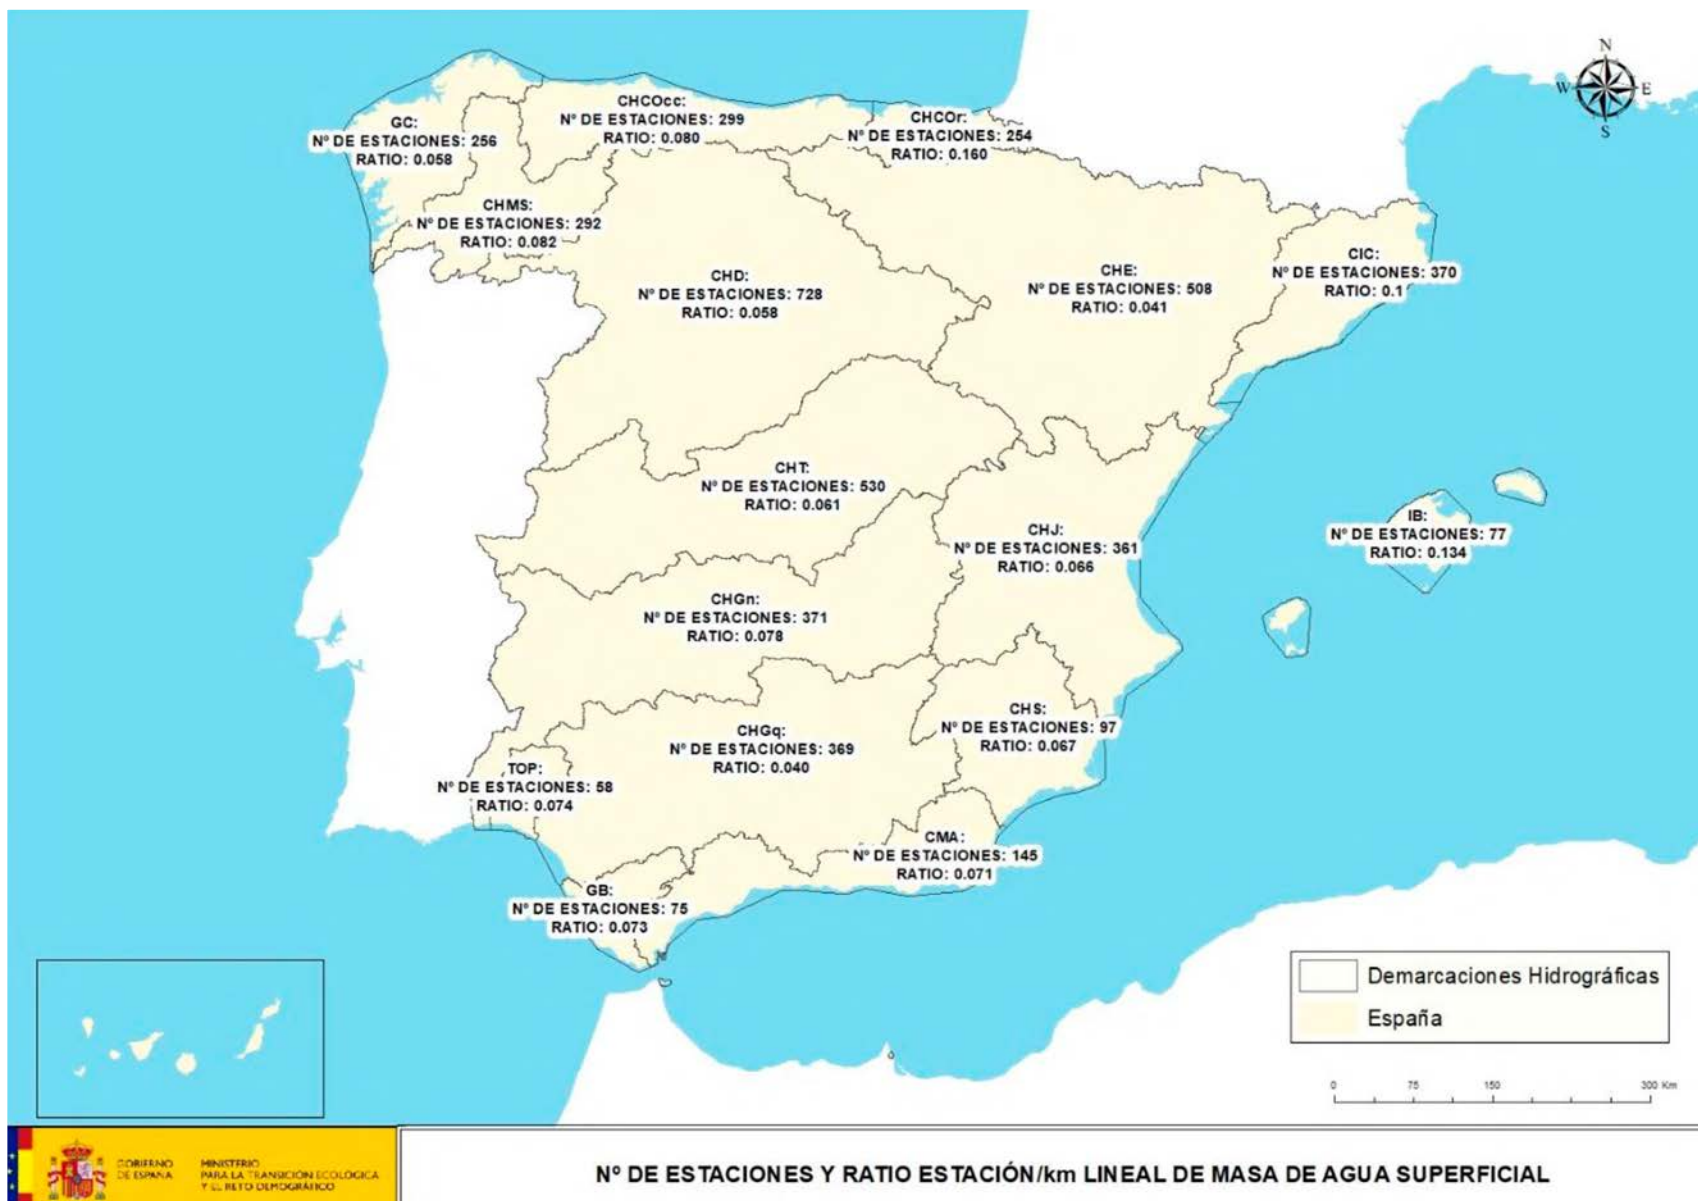 N
W
E
S
CHCOcc:
Nº DE ESTACIONES: 299
RATIO: 0.080
GC:
Nº DE ESTACIONES: 256
RATIO: 0.058
CHCOr:
Nº DE ESTACIONES: 254
RATIO: 0.160
CHMS:
Nº DE ESTACIONES: 292
RATIO: 0.082
CHD:
Nº DE ESTACIONES: 728
RATIO: 0.058
CHE:
Nº DE ESTACIONES: 508
RATIO: 0.041
CIC:
Nº DE ESTACIONES: 370
RATIO: 0.1
CHT:
Nº DE ESTACIONES: 530
RATIO: 0.061
CHJ:
Nº DE ESTACIONES: 361
RATIO: 0.066
IB:
Nº DE ESTACIONES: 77
RATIO: 0.134
CHGn:
Nº DE ESTACIONES: 371
RATIO: 0.078
CHS:
Nº DE ESTACIONES: 97
RATIO: 0.067
CHGq:
Nº DE ESTACIONES: 369
RATIO: 0.040
TOP:
Nº DE ESTACIONES: 58
RATIO: 0.074
CMA:
Nº DE ESTACIONES: 145
RATIO: 0.071
GB:
Nº DE ESTACIONES: 75
RATIO: 0.073
Demarcaciones Hidrográficas
España
0 75 150 300 Km
GOBIERNO
DE ESPAÑA
MINISTERIO
PARA LA TRANSICIÓN ECOLÓGICA
Y EL RETO DEMOGRÁFICO
Nº DE ESTACIONES Y RATIO ESTACIÓN/km LINEAL DE MASA DE AGUA SUPERFICIAL